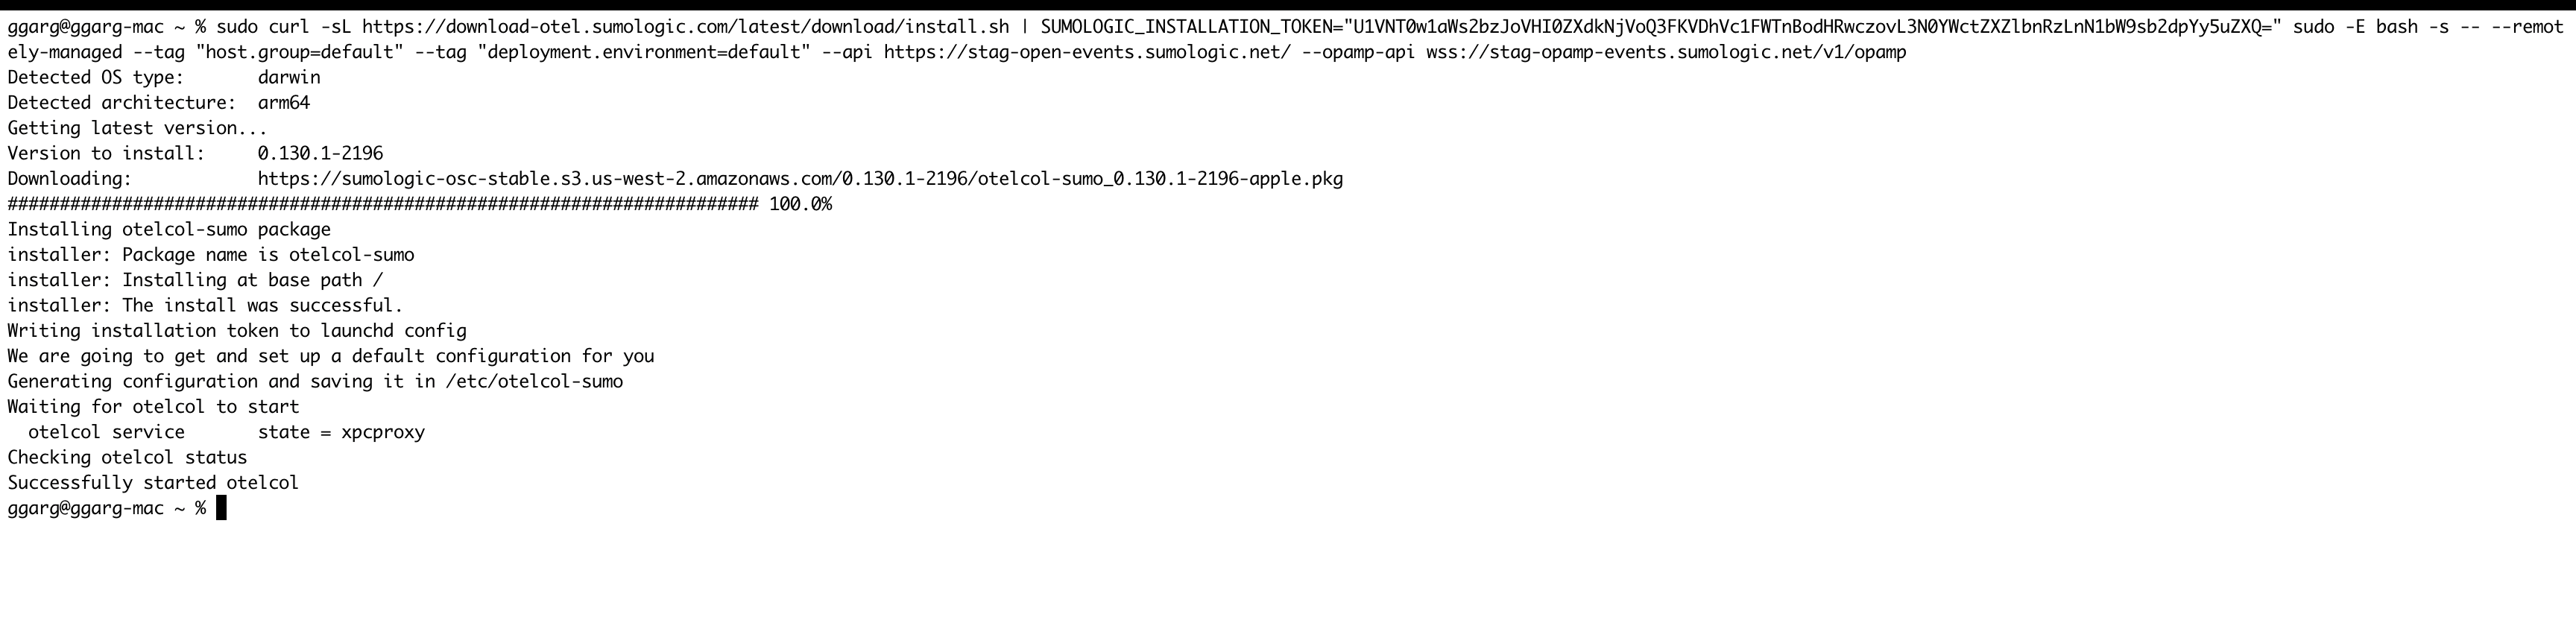 ggarg@ggarg-mac ~ % sudo curl -sL https://download-otel.sumologic.com/latest/download/install.sh | SUMOLOGIC_INSTALLATION_TOKEN="U1VNT0w1aWs2bzJoVHI0ZXdkNjVoQ3FKVDhVc1FWTnBodHRwczovL3N0YWctZXZlbnRzLnN1bW9sb2dpYy5uZXQ=" sudo -E bash -s -- --remot
ely-managed --tag "host.group=default" --tag "deployment.environment=default" --api https://stag-open-events.sumologic.net/ --opamp-api wss://stag-opamp-events.sumologic.net/v1/opamp
Detected OS type:       darwin
Detected architecture:  arm64
Getting latest version...
Version to install:     0.130.1-2196
Downloading:            https://sumologic-osc-stable.s3.us-west-2.amazonaws.com/0.130.1-2196/otelcol-sumo_0.130.1-2196-apple.pkg
######################################################################## 100.0%
Installing otelcol-sumo package
installer: Package name is otelcol-sumo
installer: Installing at base path /
installer: The install was successful.
Writing installation token to launchd config
We are going to get and set up a default configuration for you
Generating configuration and saving it in /etc/otelcol-sumo
Waiting for otelcol to start
  otelcol service       state = xpcproxy
Checking otelcol status
Successfully started otelcol
ggarg@ggarg-mac ~ %